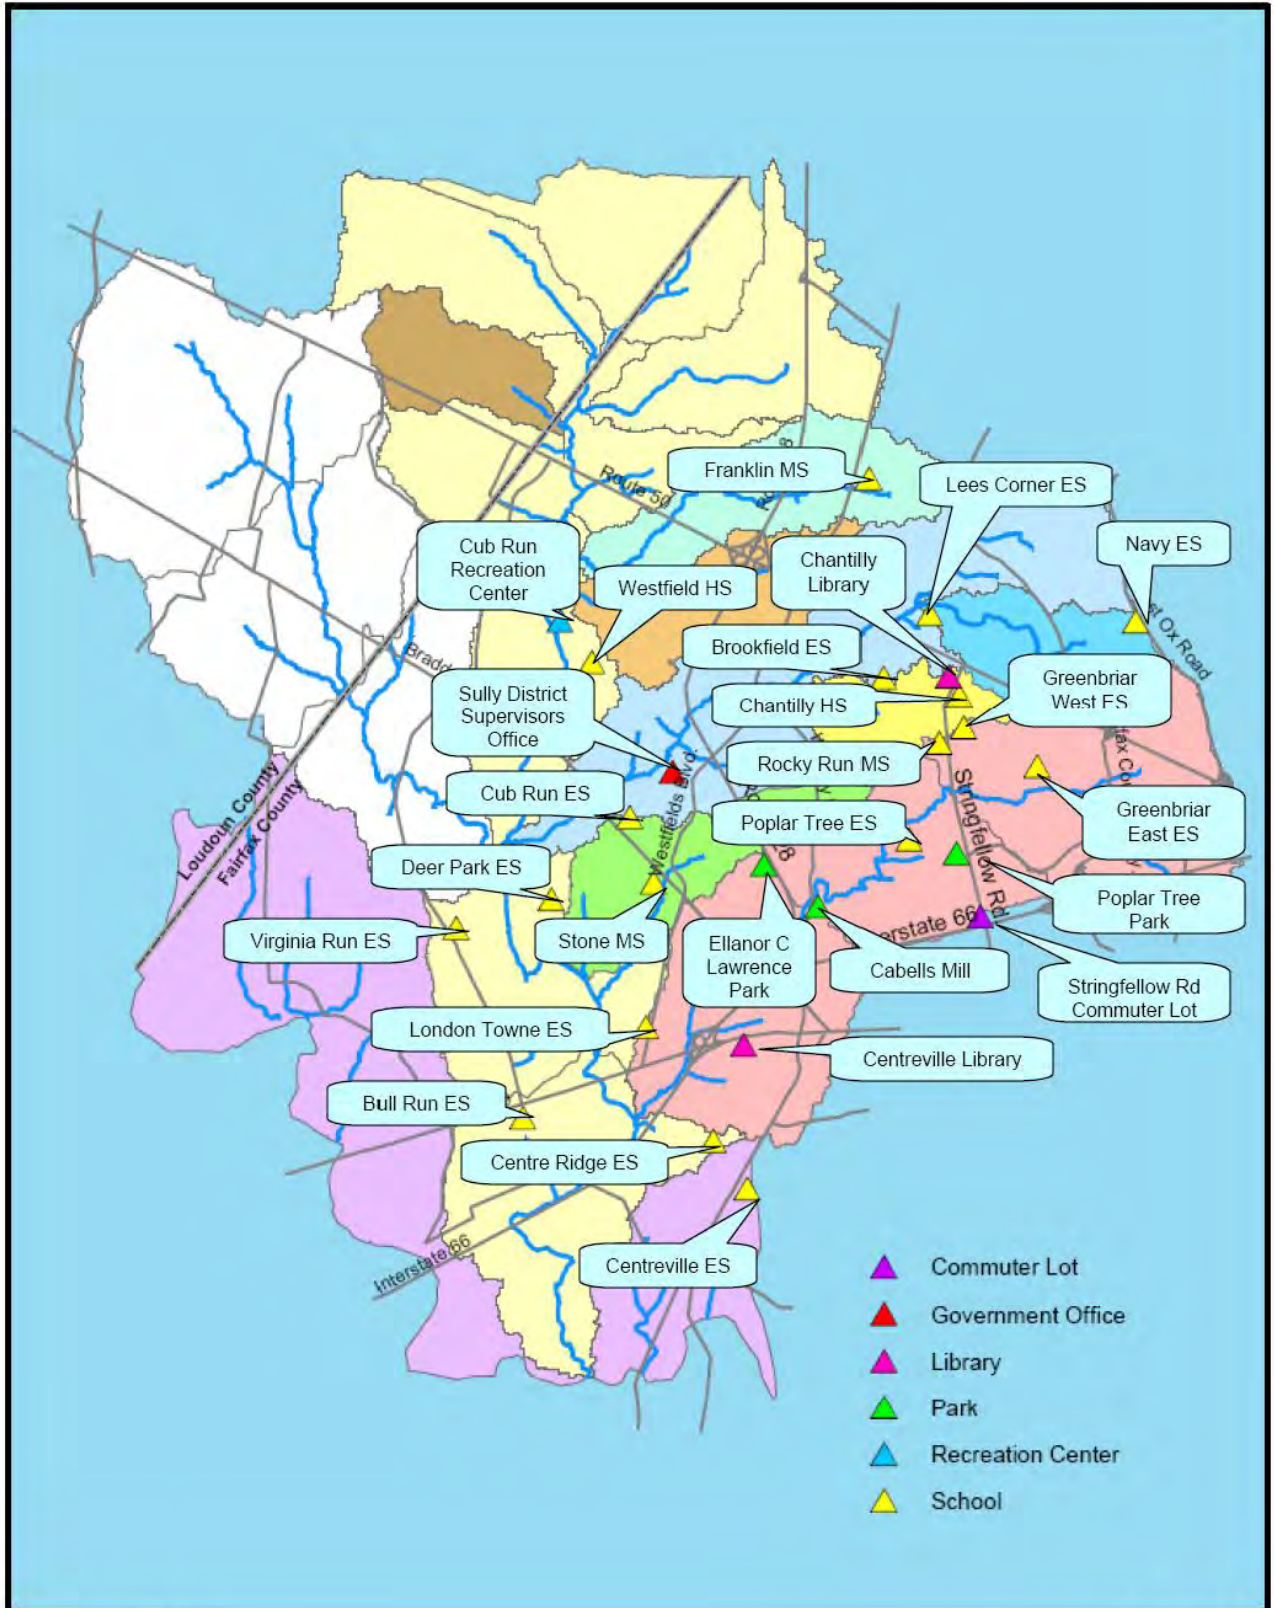 Franklin MS
Lees Corner ES
Route 50
Navy ES
Cub Run
Recreation
Center
Westfield HS
Chantilly
Library
Brookfield ES
Greenbriar
West ES
Sully District
Supervisors
Office
Chantilly HS
Rocky Run MS
Cub Run ES
Westfields Blvd.
Poplar Tree ES
Stringfellow Rd
Greenbriar
East ES
Loudoun County
Fairfax County
Deer Park ES
Virginia Run ES
Stone MS
Ellanor C
Lawrence
Park
Cabells Mill
Poplar Tree
Park
Stringfellow Rd
Commuter Lot
London Towne ES
Centreville Library
Bull Run ES
Centre Ridge ES
Centreville ES
Interstate 66
Commuter Lot
Government Office
Library
Park
Recreation Center
School